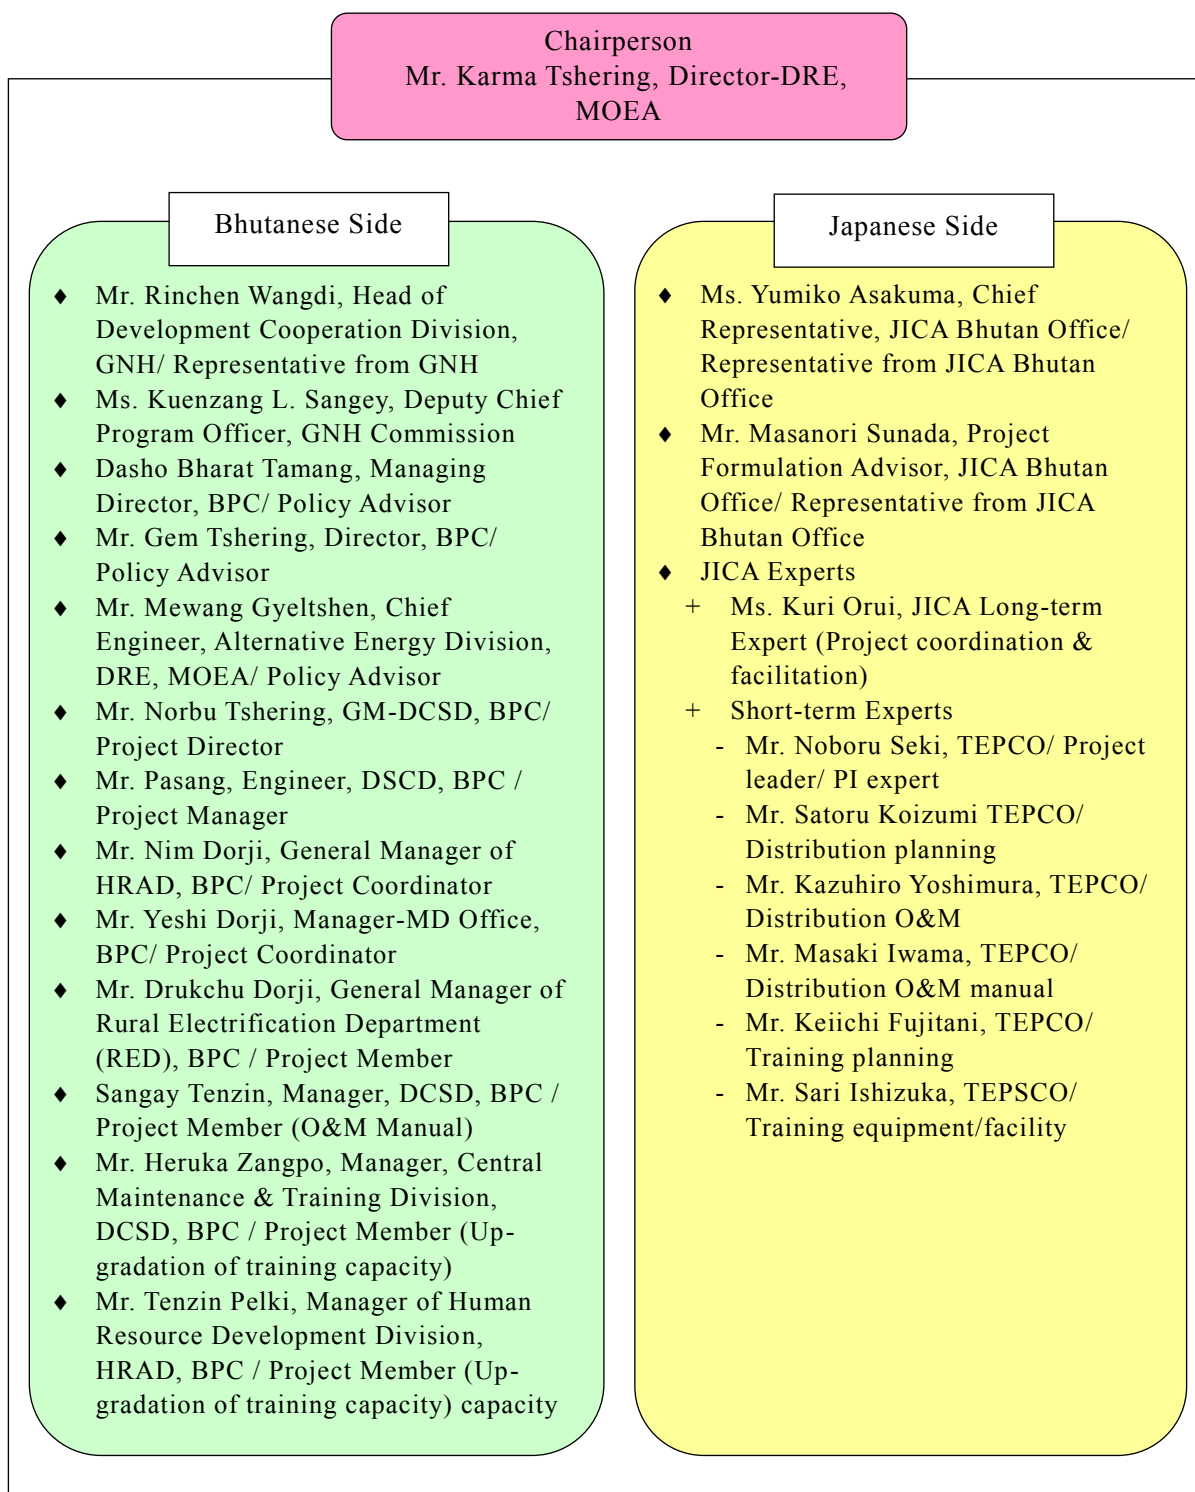 Chairperson
Mr. Karma Tshering, Director-DRE,
MOEA
Bhutanese Side
♦ Mr. Rinchen Wangdi, Head of
Development Cooperation Division,
GNH/ Representative from GNH
♦ Ms. Kuenzang L. Sangey, Deputy Chief
Program Officer, GNH Commission
♦ Dasho Bharat Tamang, Managing
Director, BPC/ Policy Advisor
♦ Mr. Gem Tshering, Director, BPC/
Policy Advisor
♦ Mr. Mewang Gyeltshen, Chief
Engineer, Alternative Energy Division,
DRE, MOEA/ Policy Advisor
♦ Mr. Norbu Tshering, GM-DCSD, BPC/
Project Director
♦ Mr. Pasang, Engineer, DSCD, BPC /
Project Manager
♦ Mr. Nim Dorji, General Manager of
HRAD, BPC/ Project Coordinator
♦ Mr. Yeshi Dorji, Manager-MD Office,
BPC/ Project Coordinator
♦ Mr. Drukchu Dorji, General Manager of
Rural Electrification Department
(RED), BPC / Project Member
♦ Sangay Tenzin, Manager, DCSD, BPC /
Project Member (O&M Manual)
♦ Mr. Heruka Zangpo, Manager, Central
Maintenance & Training Division,
DCSD, BPC / Project Member (Up-
gradation of training capacity)
♦ Mr. Tenzin Pelki, Manager of Human
Resource Development Division,
HRAD, BPC / Project Member (Up-
gradation of training capacity) capacity
Japanese Side
♦ Ms. Yumiko Asakuma, Chief
Representative, JICA Bhutan Office/
Representative from JICA Bhutan
Office
♦ Mr. Masanori Sunada, Project
Formulation Advisor, JICA Bhutan
Office/ Representative from JICA
Bhutan Office
♦ JICA Experts
+ Ms. Kuri Orui, JICA Long-term
Expert (Project coordination &
facilitation)
+ Short-term Experts
- Mr. Noboru Seki, TEPCO/ Project
leader/ PI expert
- Mr. Satoru Koizumi TEPCO/
Distribution planning
- Mr. Kazuhiro Yoshimura, TEPCO/
Distribution O&M
- Mr. Masaki Iwama, TEPCO/
Distribution O&M manual
- Mr. Keiichi Fujitani, TEPCO/
Training planning
- Mr. Sari Ishizuka, TEPSCO/
Training equipment/facility